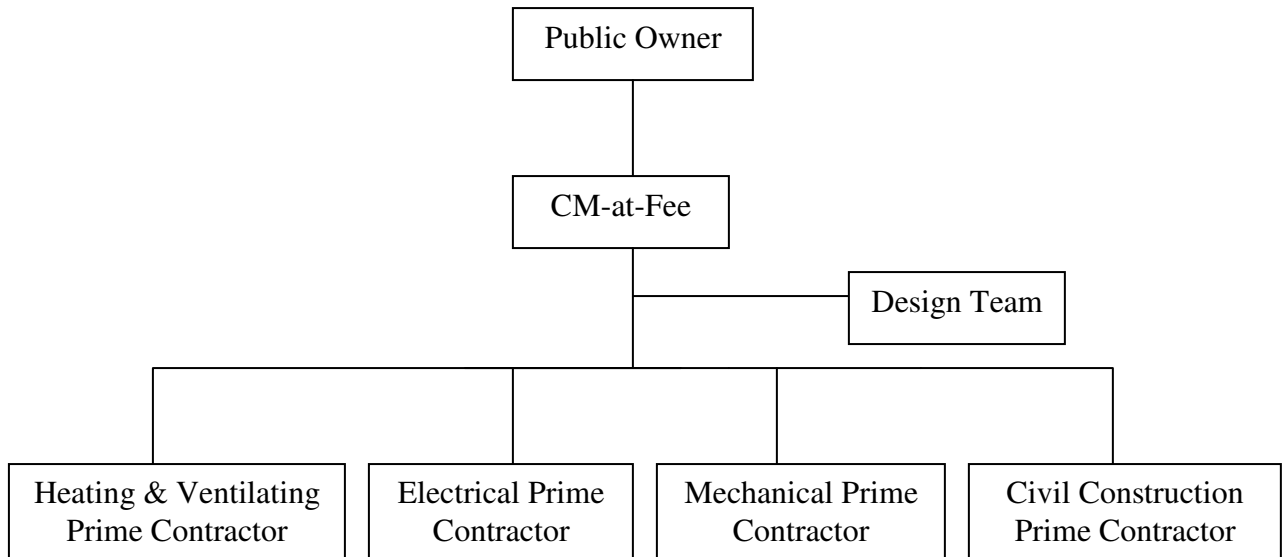 Public Owner
CM-at-Fee
Design Team
Heating & Ventilating
Prime Contractor
Electrical Prime
Contractor
Mechanical Prime
Contractor
Civil Construction
Prime Contractor